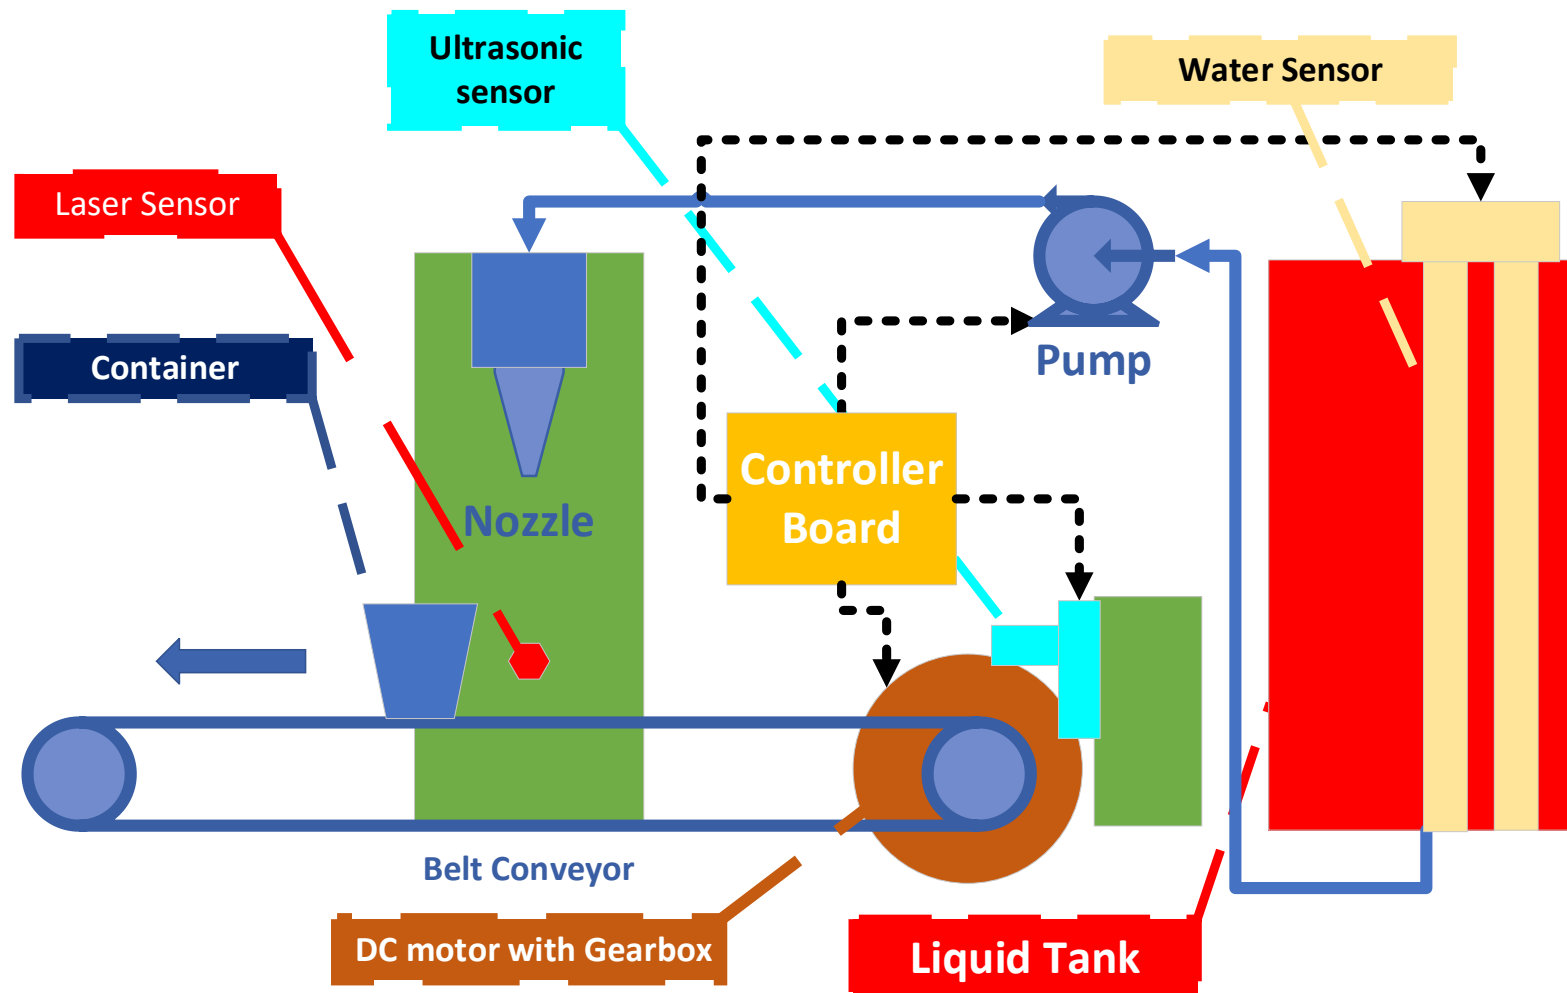 Ultrasonic
sensor
Water Sensor
Laser Sensor
Container
Pump
Controller
Board
Nozzle
Belt Conveyor
DC motor with Gearbox
Liquid Tank